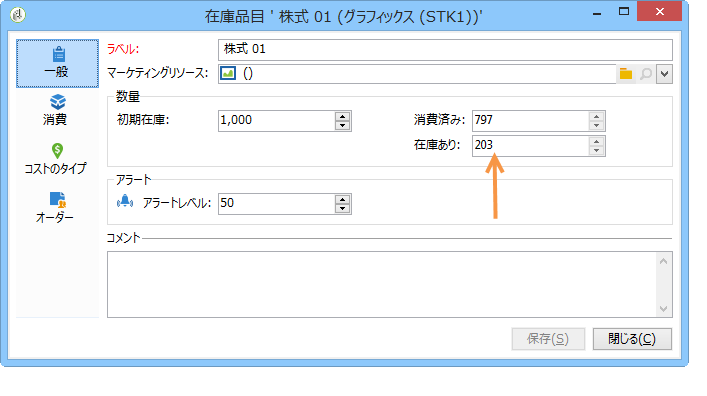 在庫品目 ' 株式 01 (グラフィックス (STK1))'
一般
消費
コストのタイプ
オーダー
ラベル: 株式 01
マーケティングリソース: ()
数量
初期在庫: 1,000 消費済み: 797
在庫あり: 203
アラート
アラートレベル: 50
コメント
保存(S) 閉じる(C)